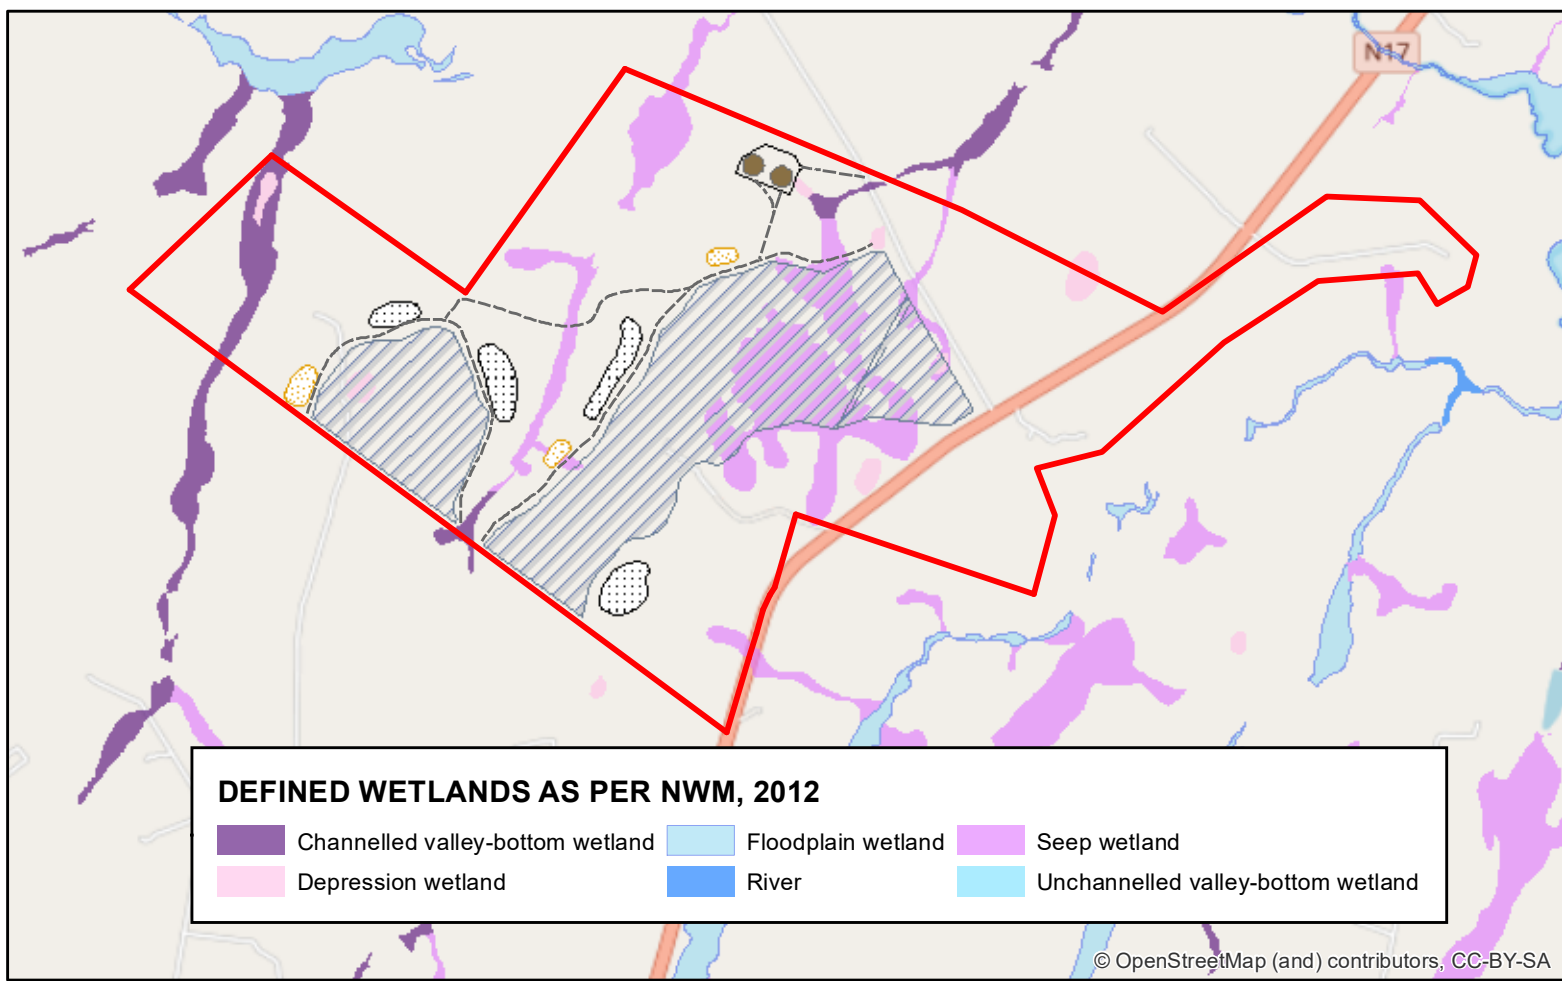 N17
DEFINED WETLANDS AS PER NWM, 2012
Channelled valley-bottom wetland
Floodplain wetland
Seep wetland
Depression wetland
River
Unchannelled valley-bottom wetland
© OpenStreetMap (and) contributors, CC-BY-SA